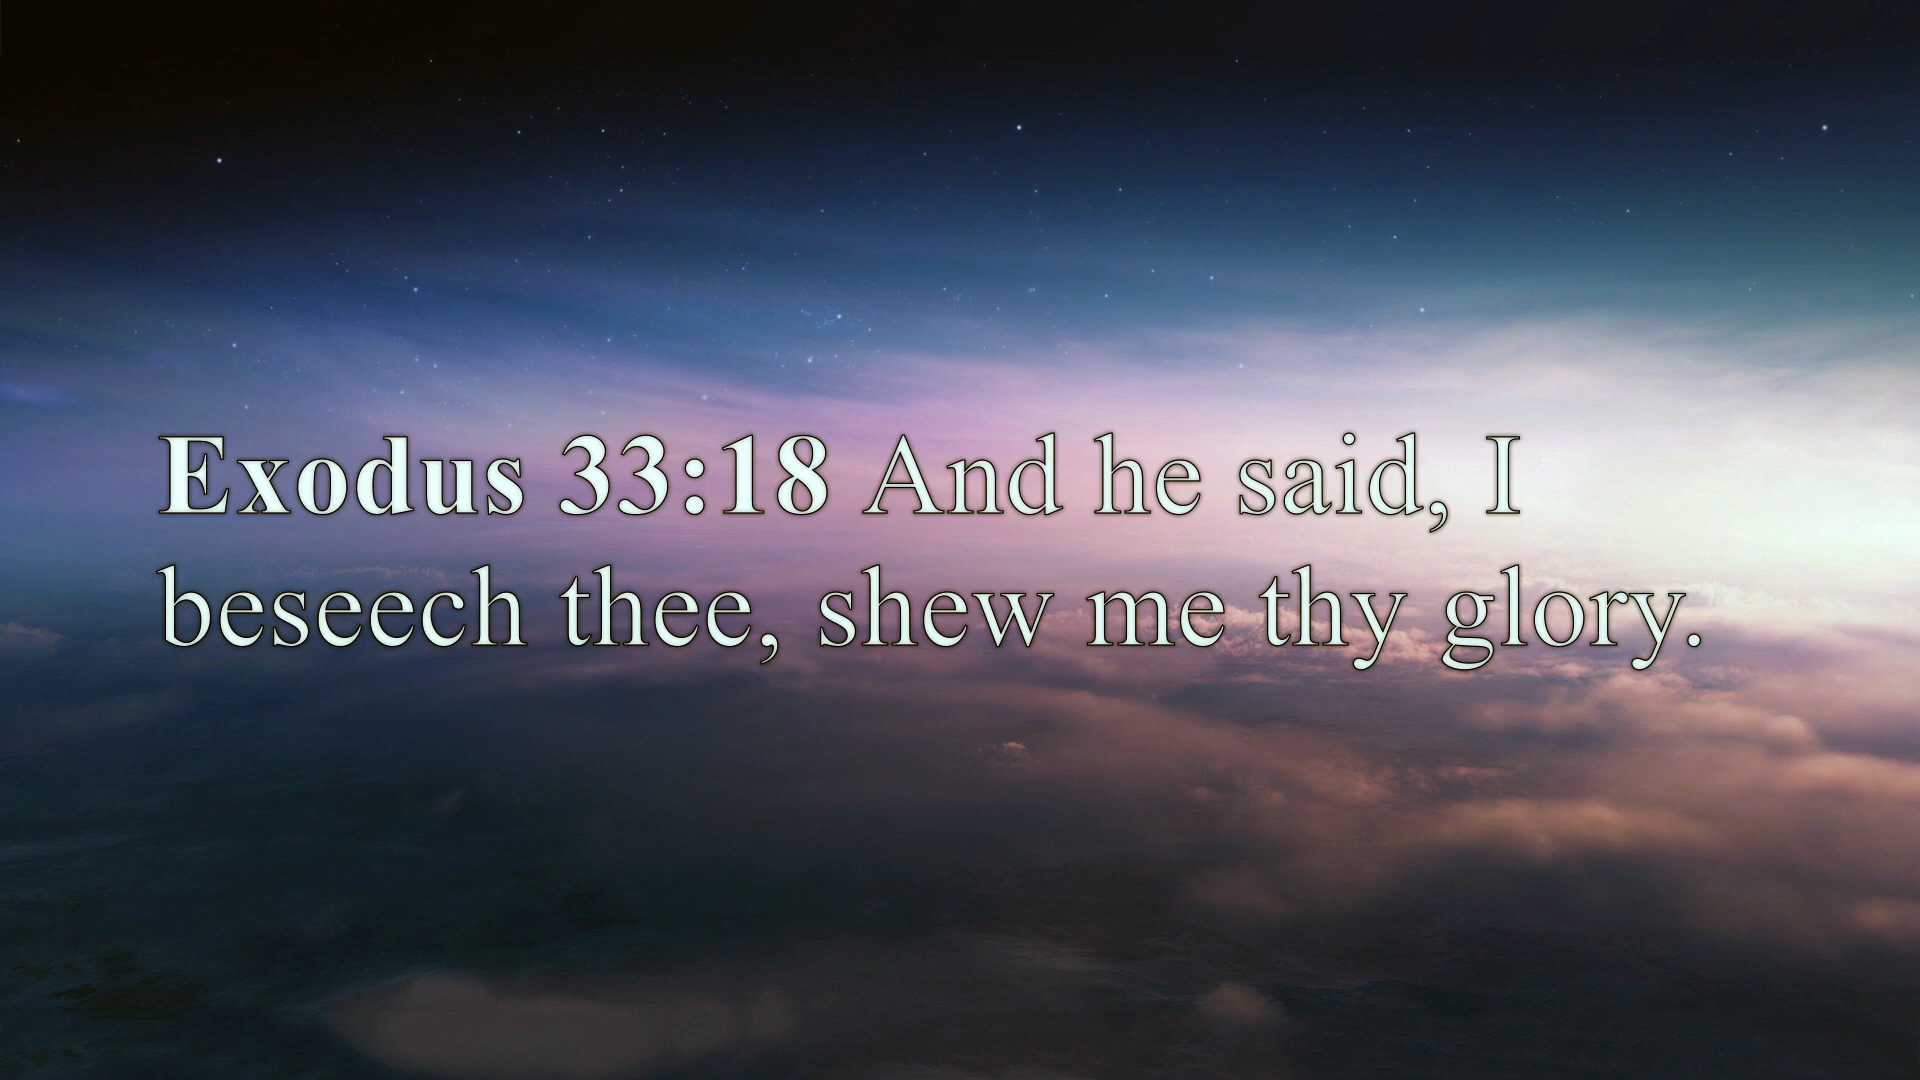 Exodus 33:18 And he said, I
beseech thee, shew me thy glory.